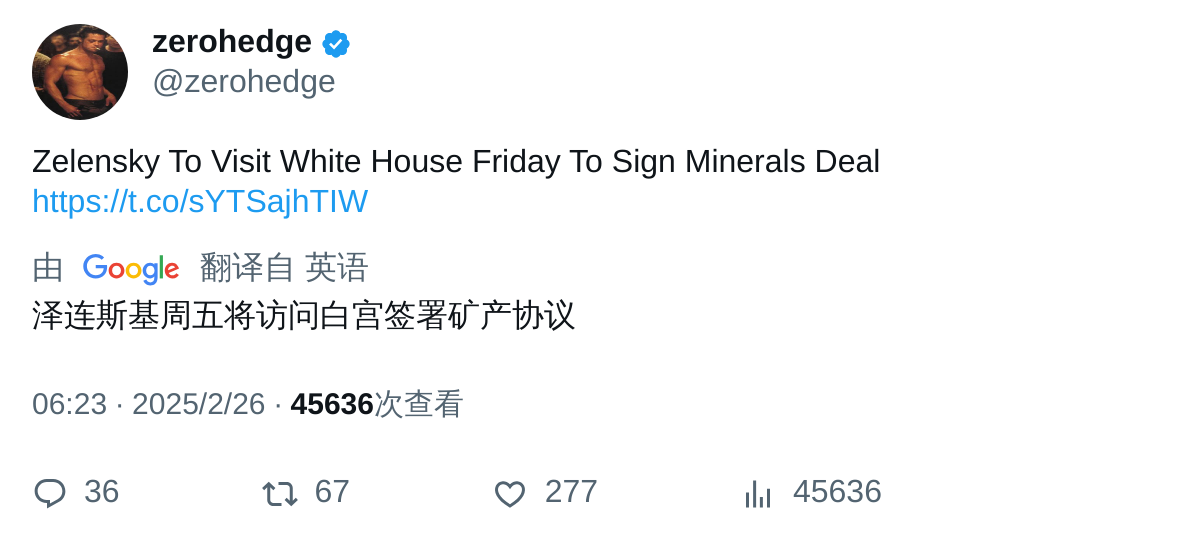 zerohedge
@zerohedge
Zelensky To Visit White House Friday To Sign Minerals Deal
https://t.co/sYTSajhTIW
由 Google 翻译自 英语
泽连斯基周五将访问白宫签署矿产协议
06:23 · 2025/2/26 · 45636次查看
36 67 277 45636